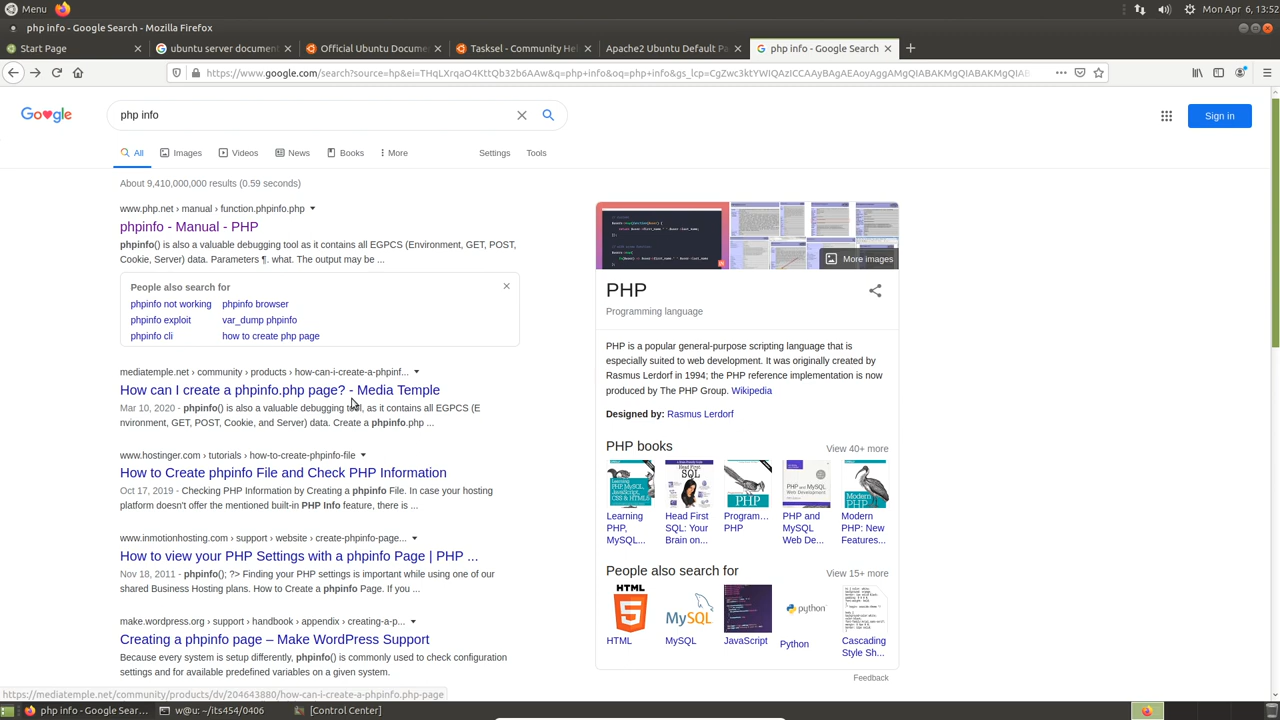 Menu
Mon Apr 6, 11:56
php info - Google Search - Mozilla Firefox
Start Page
ubuntu server document
Official Ubuntu Docume
Tasksel - Community He
Apache2 Ubuntu Default Pa
php info - Google Search
https://www.google.com/search?source=hp&ei=
Google
php info
Sign in
All
Images
Videos
News
Books
More
Settings
Tools
About 9,410,000,000 results (0.59 seconds)
www.php.net › manual › function.phpinfo.php
phpinfo - Manual - PHP
phpinfo() is also a valuable debugging tool as it contains all EGPCS (Environment, GET, POST,
Cookie, Server) data. Parameters ¶. what. The output may be ...
People also search for
phpinfo not working phpinfo browser
phpinfo exploit var_dump phpinfo
phpinfo cli how to create php page
mediatemple.net › community › products › how-can-i-create-a-phpinf...
How can I create a phpinfo.php page? - Media Temple
Mar 10, 2020 - phpinfo() is also a valuable debugging tool, as it contains all EGPCS (E
nvironment, GET, POST, Cookie, and Server) data. Create a phpinfo.php ...
www.hostinger.com › tutorials › how-to-create-phpinfo-file
How to Create phpinfo File and Check PHP Information
Oct 17, 2019 - Checking PHP Information by Creating a phpinfo File. In case your hosting
platform doesn't offer the mentioned built-in PHP Info feature, there is ...
www.inmotionhosting.com › support › website › create-phpinfo-page...
How to view your PHP Settings with a phpinfo Page | PHP ...
Nov 18, 2011 - phpinfo(); ?> Finding your PHP settings is important while using one of our
shared Business Hosting plans. How to Create a phpinfo Page. If you ...
make.wordpress.org › support › handbook › appendix › creating-a-p...
Creating a phpinfo page – Make WordPress Support
Because every system is setup differently, phpinfo() is commonly used to check configuration
settings and for available predefined variables on a given system.
More images
PHP
Programming language
PHP is a popular general-purpose scripting language that is
especially suited to web development. It was originally created by
Rasmus Lerdorf in 1994; the PHP reference implementation is now
produced by The PHP Group. Wikipedia
Designed by: Rasmus Lerdorf
PHP books
View 40+ more
Learning PHP, MySQL...
Head First SQL: Your Brain on...
Program... PHP
PHP and MySQL Web De...
Modern PHP: New Features...
People also search for
View 15+ more
HTML
MySQL
JavaScript
Python
Cascading Style Sh...
Feedback
https://mediatemple.net/community/products/dv/204643880/how-can-i-create-a-phpinfo.php-page
php info - Google Sear...
w@u: ~/its454/0406
[Control Center]